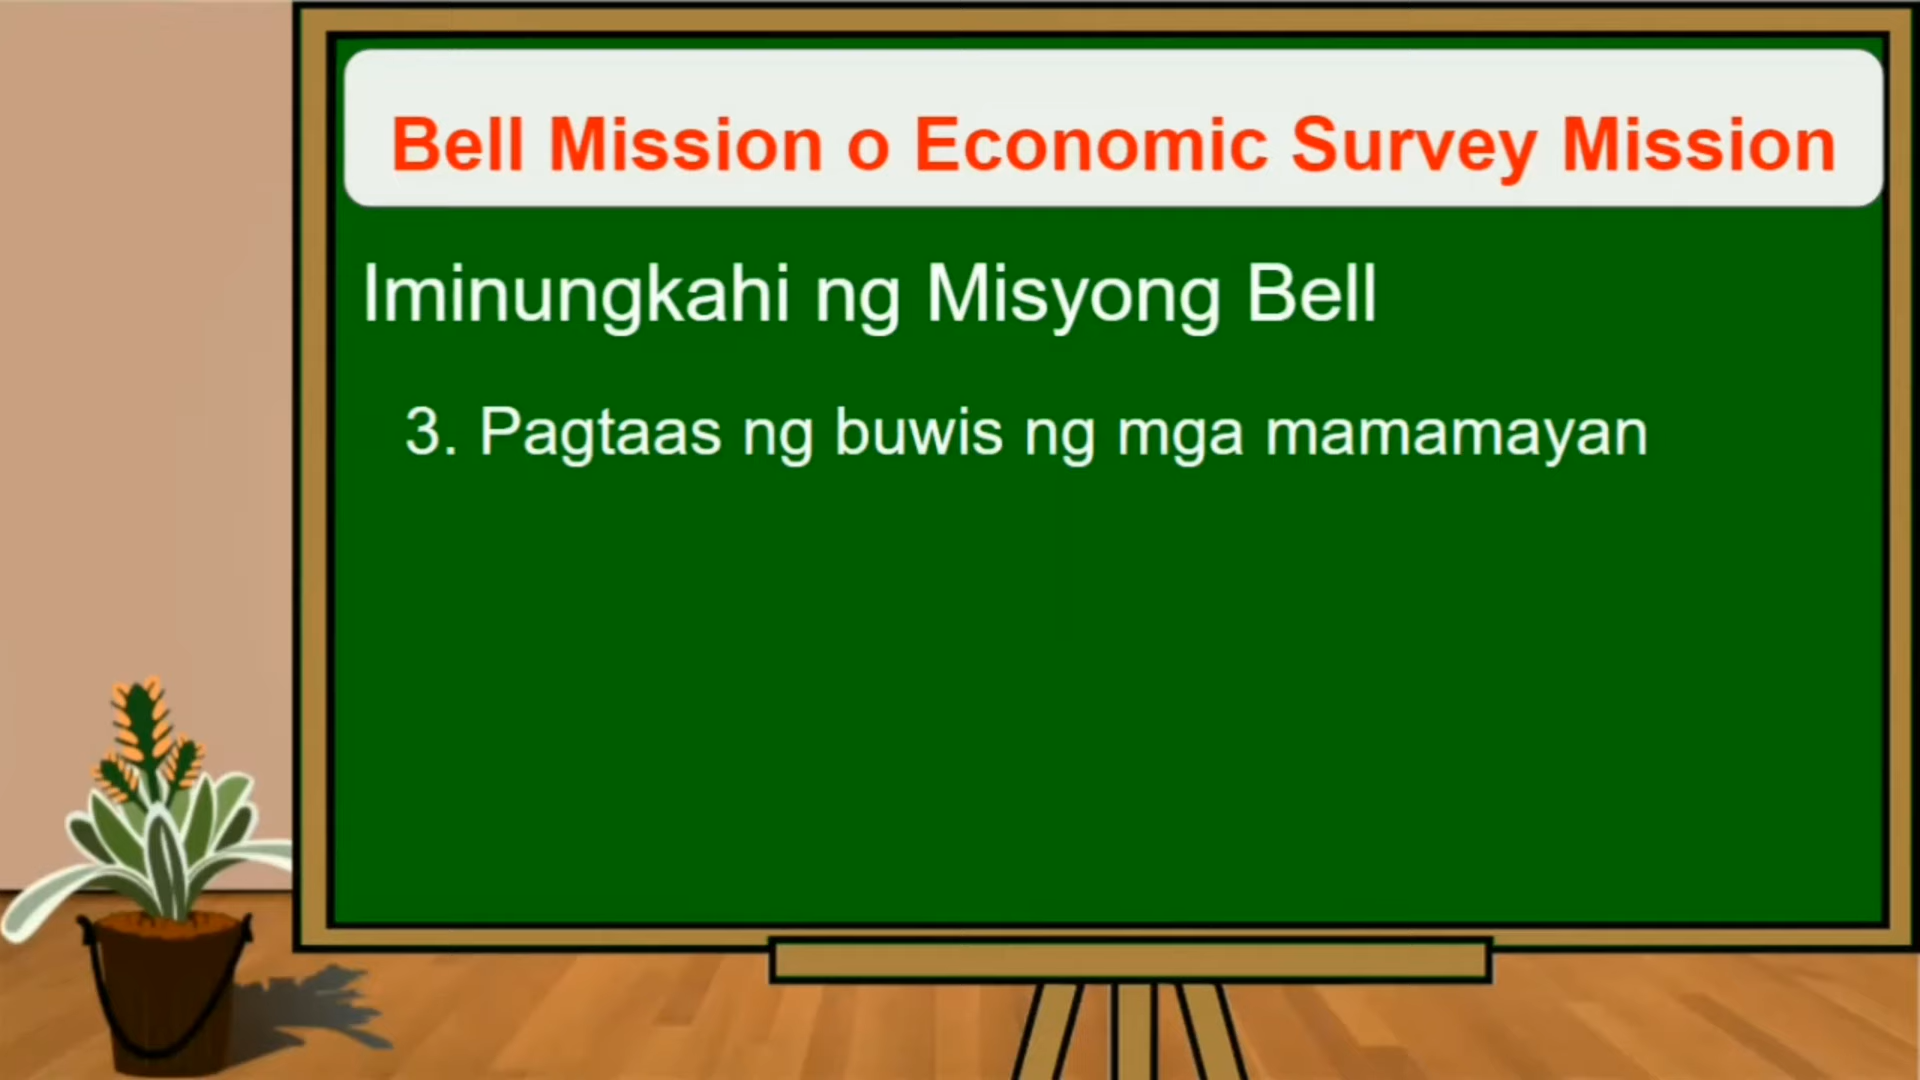 Bell Mission o Economic Survey Mission
Iminungkahi ng Misyong Bell
3. Pagtaas ng buwis ng mga mamamayan